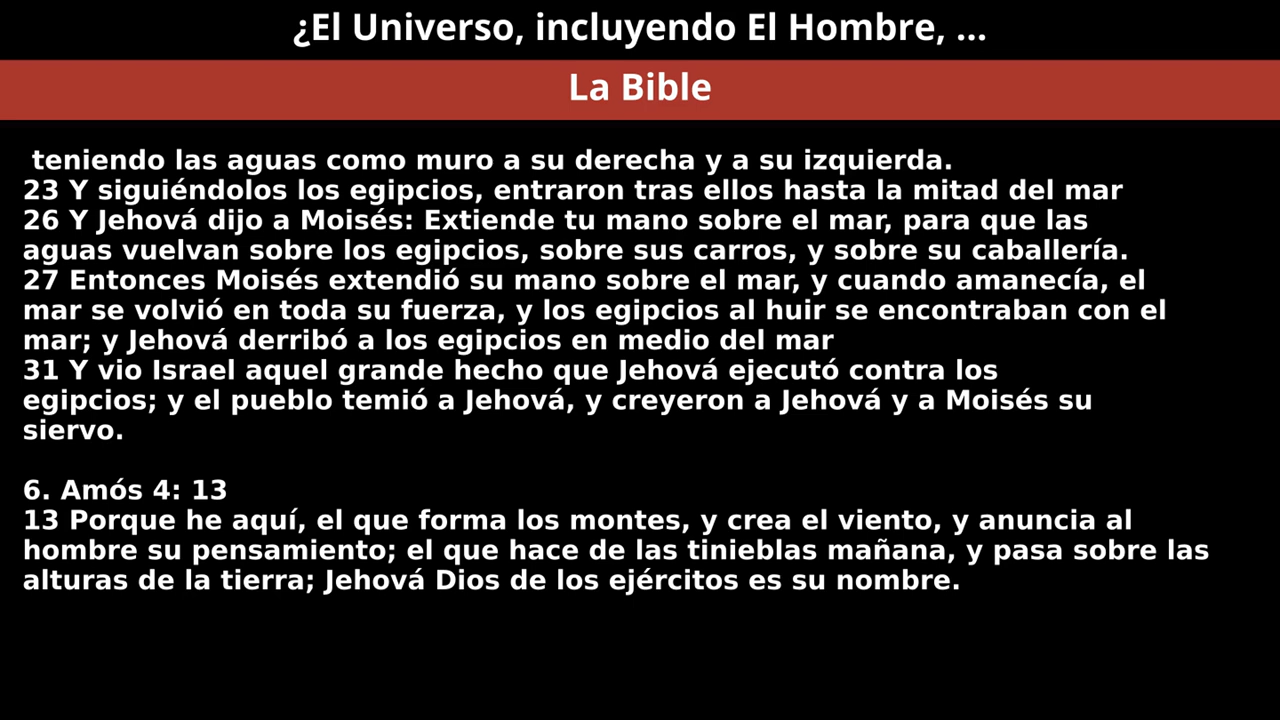 ¿El Universo, incluyendo El Hombre, ...
La Bible
teniendo las aguas como muro a su derecha y a su izquierda.
23 Y siguiéndolos los egipcios, entraron tras ellos hasta la mitad del mar
26 Y Jehová dijo a Moisés: Extiende tu mano sobre el mar, para que las
aguas vuelvan sobre los egipcios, sobre sus carros, y sobre su caballería.
27 Entonces Moisés extendió su mano sobre el mar, y cuando amanecía, el
mar se volvió en toda su fuerza, y los egipcios al huir se encontraban con el
mar; y Jehová derribó a los egipcios en medio del mar
31 Y vio Israel aquel grande hecho que Jehová ejecutó contra los
egipcios; y el pueblo temió a Jehová, y creyeron a Jehová y a Moisés su
siervo.
6. Amós 4: 13
13 Porque he aquí, el que forma los montes, y crea el viento, y anuncia al
hombre su pensamiento; el que hace de las tinieblas mañana, y pasa sobre las
alturas de la tierra; Jehová Dios de los ejércitos es su nombre.